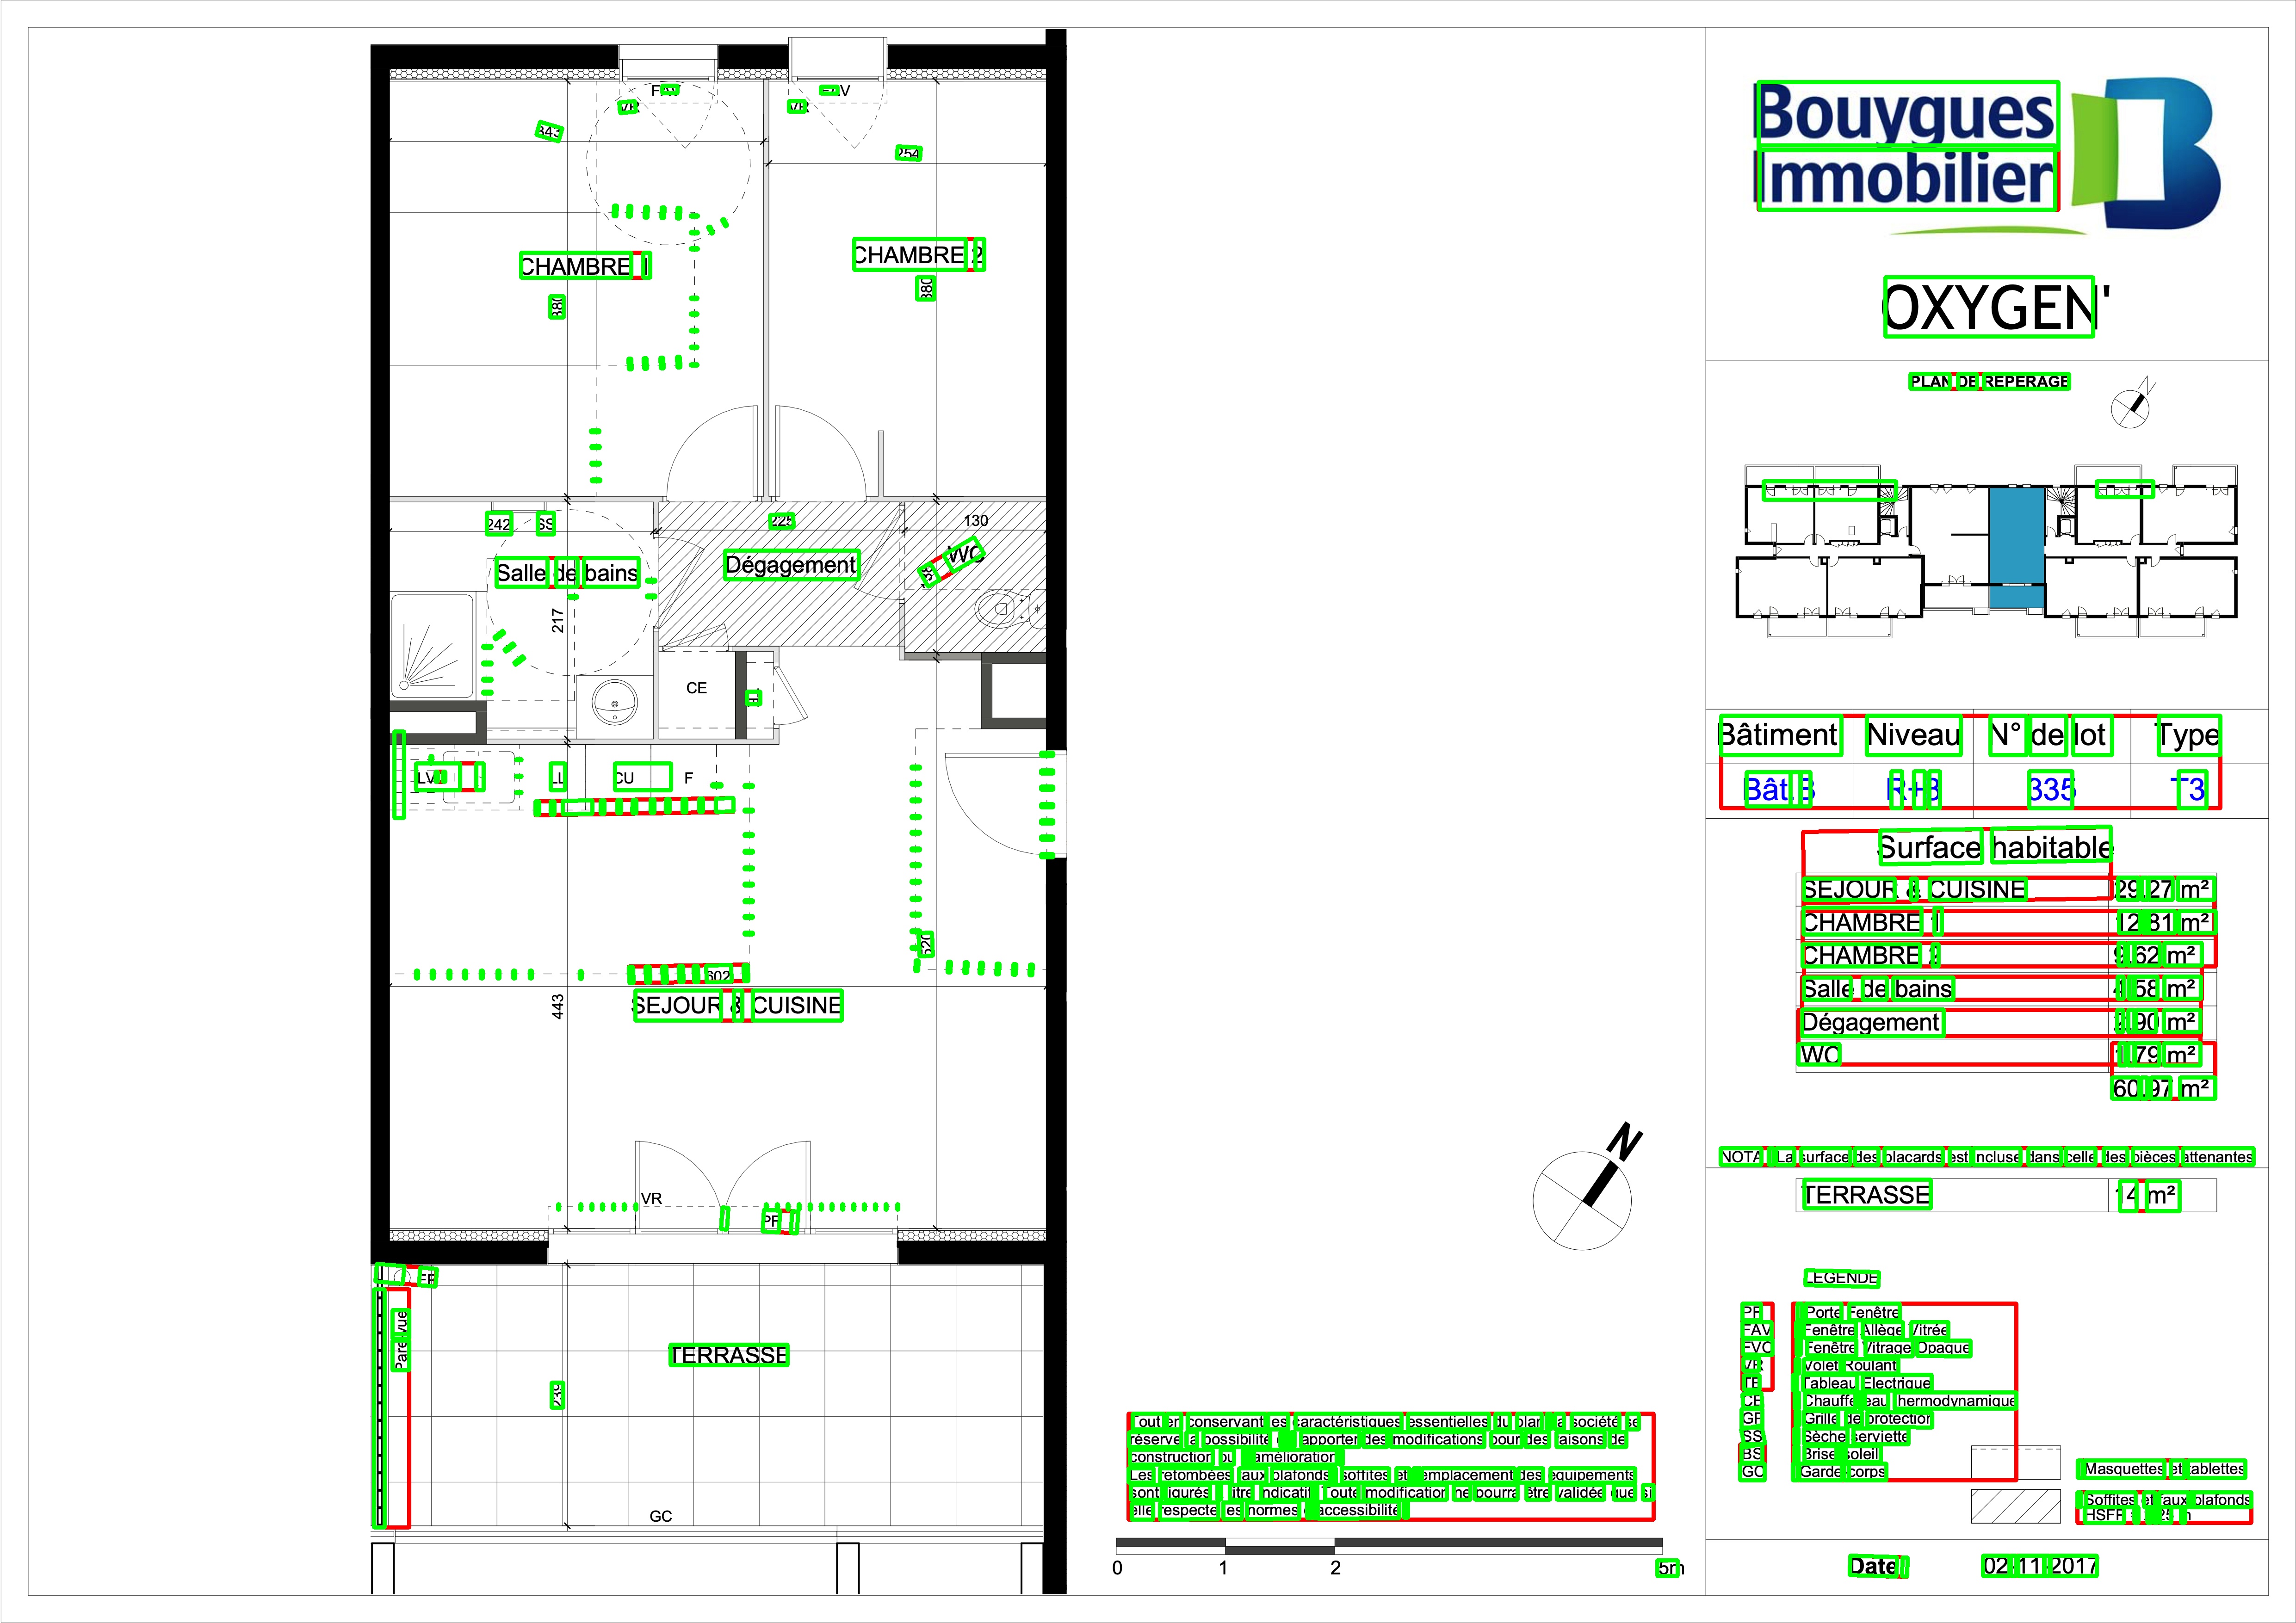 Bouygues
Immobilier
OXYGEN'
PLAN DE REPERAGE
N
Bâtiment Niveau N° de lot Type
Bât.B R+3 335 T3
Surface habitable
SEJOUR & CUISINE 29.27 m²
CHAMBRE 1 12.81 m²
CHAMBRE 2 9.62 m²
Salle de bains 4.58 m²
Dégagement 2.90 m²
WC 1.79 m²
60.97 m²
NOTA : La surface des placards est incluse dans celle des pièces attenantes
TERRASSE 14 m²
LEGENDE
PF : Porte Fenêtre
FAV : Fenêtre Allège Vitrée
FVO : Fenêtre Vitrage Opaque
VR : Volet Roulant
TE : Tableau Electrique
CE : Chauffe-eau thermodynamique
GP : Grille de protection
SS : Sèche serviette
BS : Brise soleil
GC : Garde-corps
Masquettes et tablettes
Soffites et faux plafonds
Date : 02-11-2017
FAV FAV
VR VR
343
254
CHAMBRE 1
CHAMBRE 2
380
380
242 SS
225
130
Salle de bains
Dégagement
WC
217
CE
LV
LL
CU
F
520
602
SEJOUR & CUISINE
443
VR
PF
EP
Pare vue
TERRASSE
239
GC
N
Tout en conservant les caractéristiques essentielles du plan, la société se
réserve la possibilité d'apporter des modifications pour des raisons de
construction ou d'amélioration.
Les retombées, faux plafonds, soffites et emplacement des équipements
sont figurés à titre indicatif. Toute modification ne pourra être validée que si
elle respecte les normes d'accessibilité.
0 1 2 5m